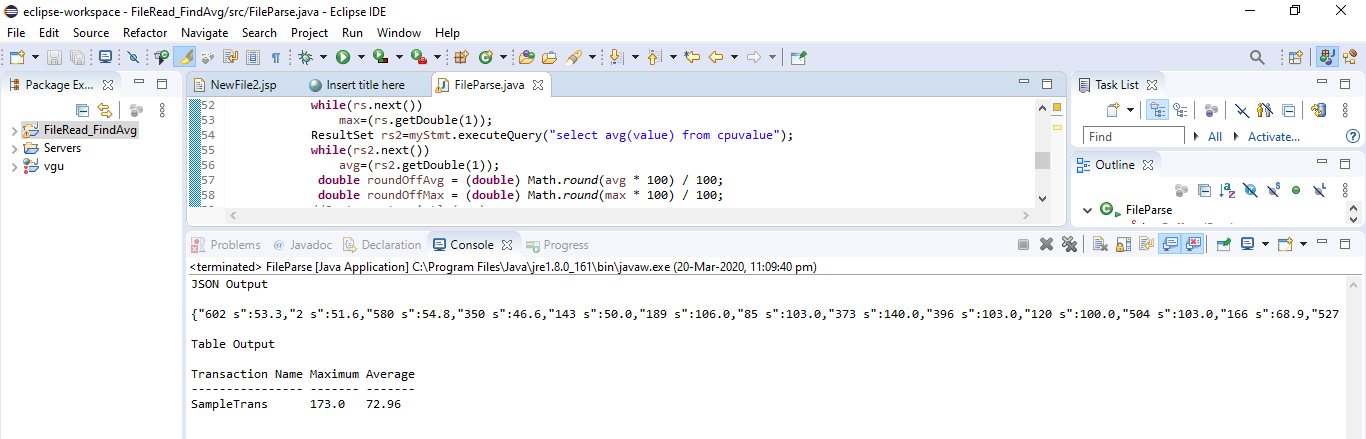 eclipse-workspace - FileRead_FindAvg/src/FileParse.java - Eclipse IDE
File Edit Source Refactor Navigate Search Project Run Window Help
Package Ex...
FileRead_FindAvg
Servers
vgu
NewFile2.jsp Insert title here FileParse.java
52 while(rs.next())
53 max=(rs.getDouble(1));
54 ResultSet rs2=myStmt.executeQuery("select avg(value) from cpuvalue");
55 while(rs2.next())
56 avg=(rs2.getDouble(1));
57 double roundOffAvg = (double) Math.round(avg * 100) / 100;
58 double roundOffMax = (double) Math.round(max * 100) / 100;
Task List
Find All Activate...
Outline
FileParse
Problems @ Javadoc Declaration Console Progress
<terminated> FileParse [Java Application] C:\Program Files\Java\jre1.8.0_161\bin\javaw.exe (20-Mar-2020, 11:09:40 pm)
JSON Output
{"602 s":53.3,"2 s":51.6,"580 s":54.8,"350 s":46.6,"143 s":50.0,"189 s":106.0,"85 s":103.0,"373 s":140.0,"396 s":103.0,"120 s":100.0,"504 s":103.0,"166 s":68.9,"527
Table Output
Transaction Name Maximum Average
---------------- ------- -------
SampleTrans 173.0 72.96